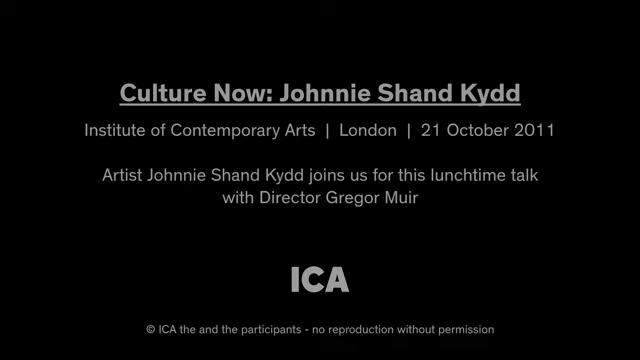 Culture Now: Johnnie Shand Kydd
Institute of Contemporary Arts | London | 21 October 2011
Artist Johnnie Shand Kydd joins us for this lunchtime talk
with Director Gregor Muir
ICA
© ICA the and the participants - no reproduction without permission